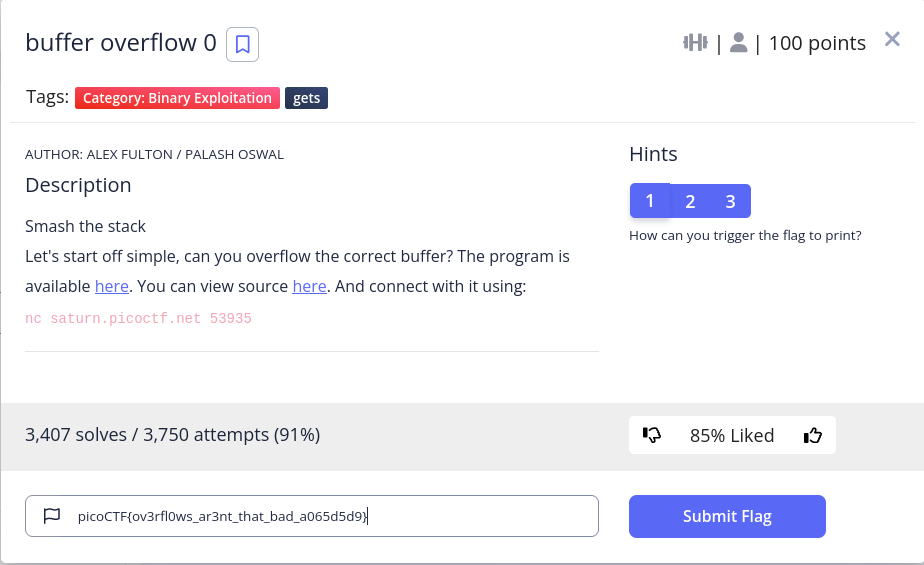 buffer overflow 0
| | 100 points
Tags: Category: Binary Exploitation gets
AUTHOR: ALEX FULTON / PALASH OSWAL
Description
Smash the stack
Let's start off simple, can you overflow the correct buffer? The program is
available here. You can view source here. And connect with it using:
nc saturn.picoctf.net 53935
Hints
1 2 3
How can you trigger the flag to print?
3,407 solves / 3,750 attempts (91%)
85% Liked
picoCTF{ov3rfl0ws_ar3nt_that_bad_a065d5d9}
Submit Flag